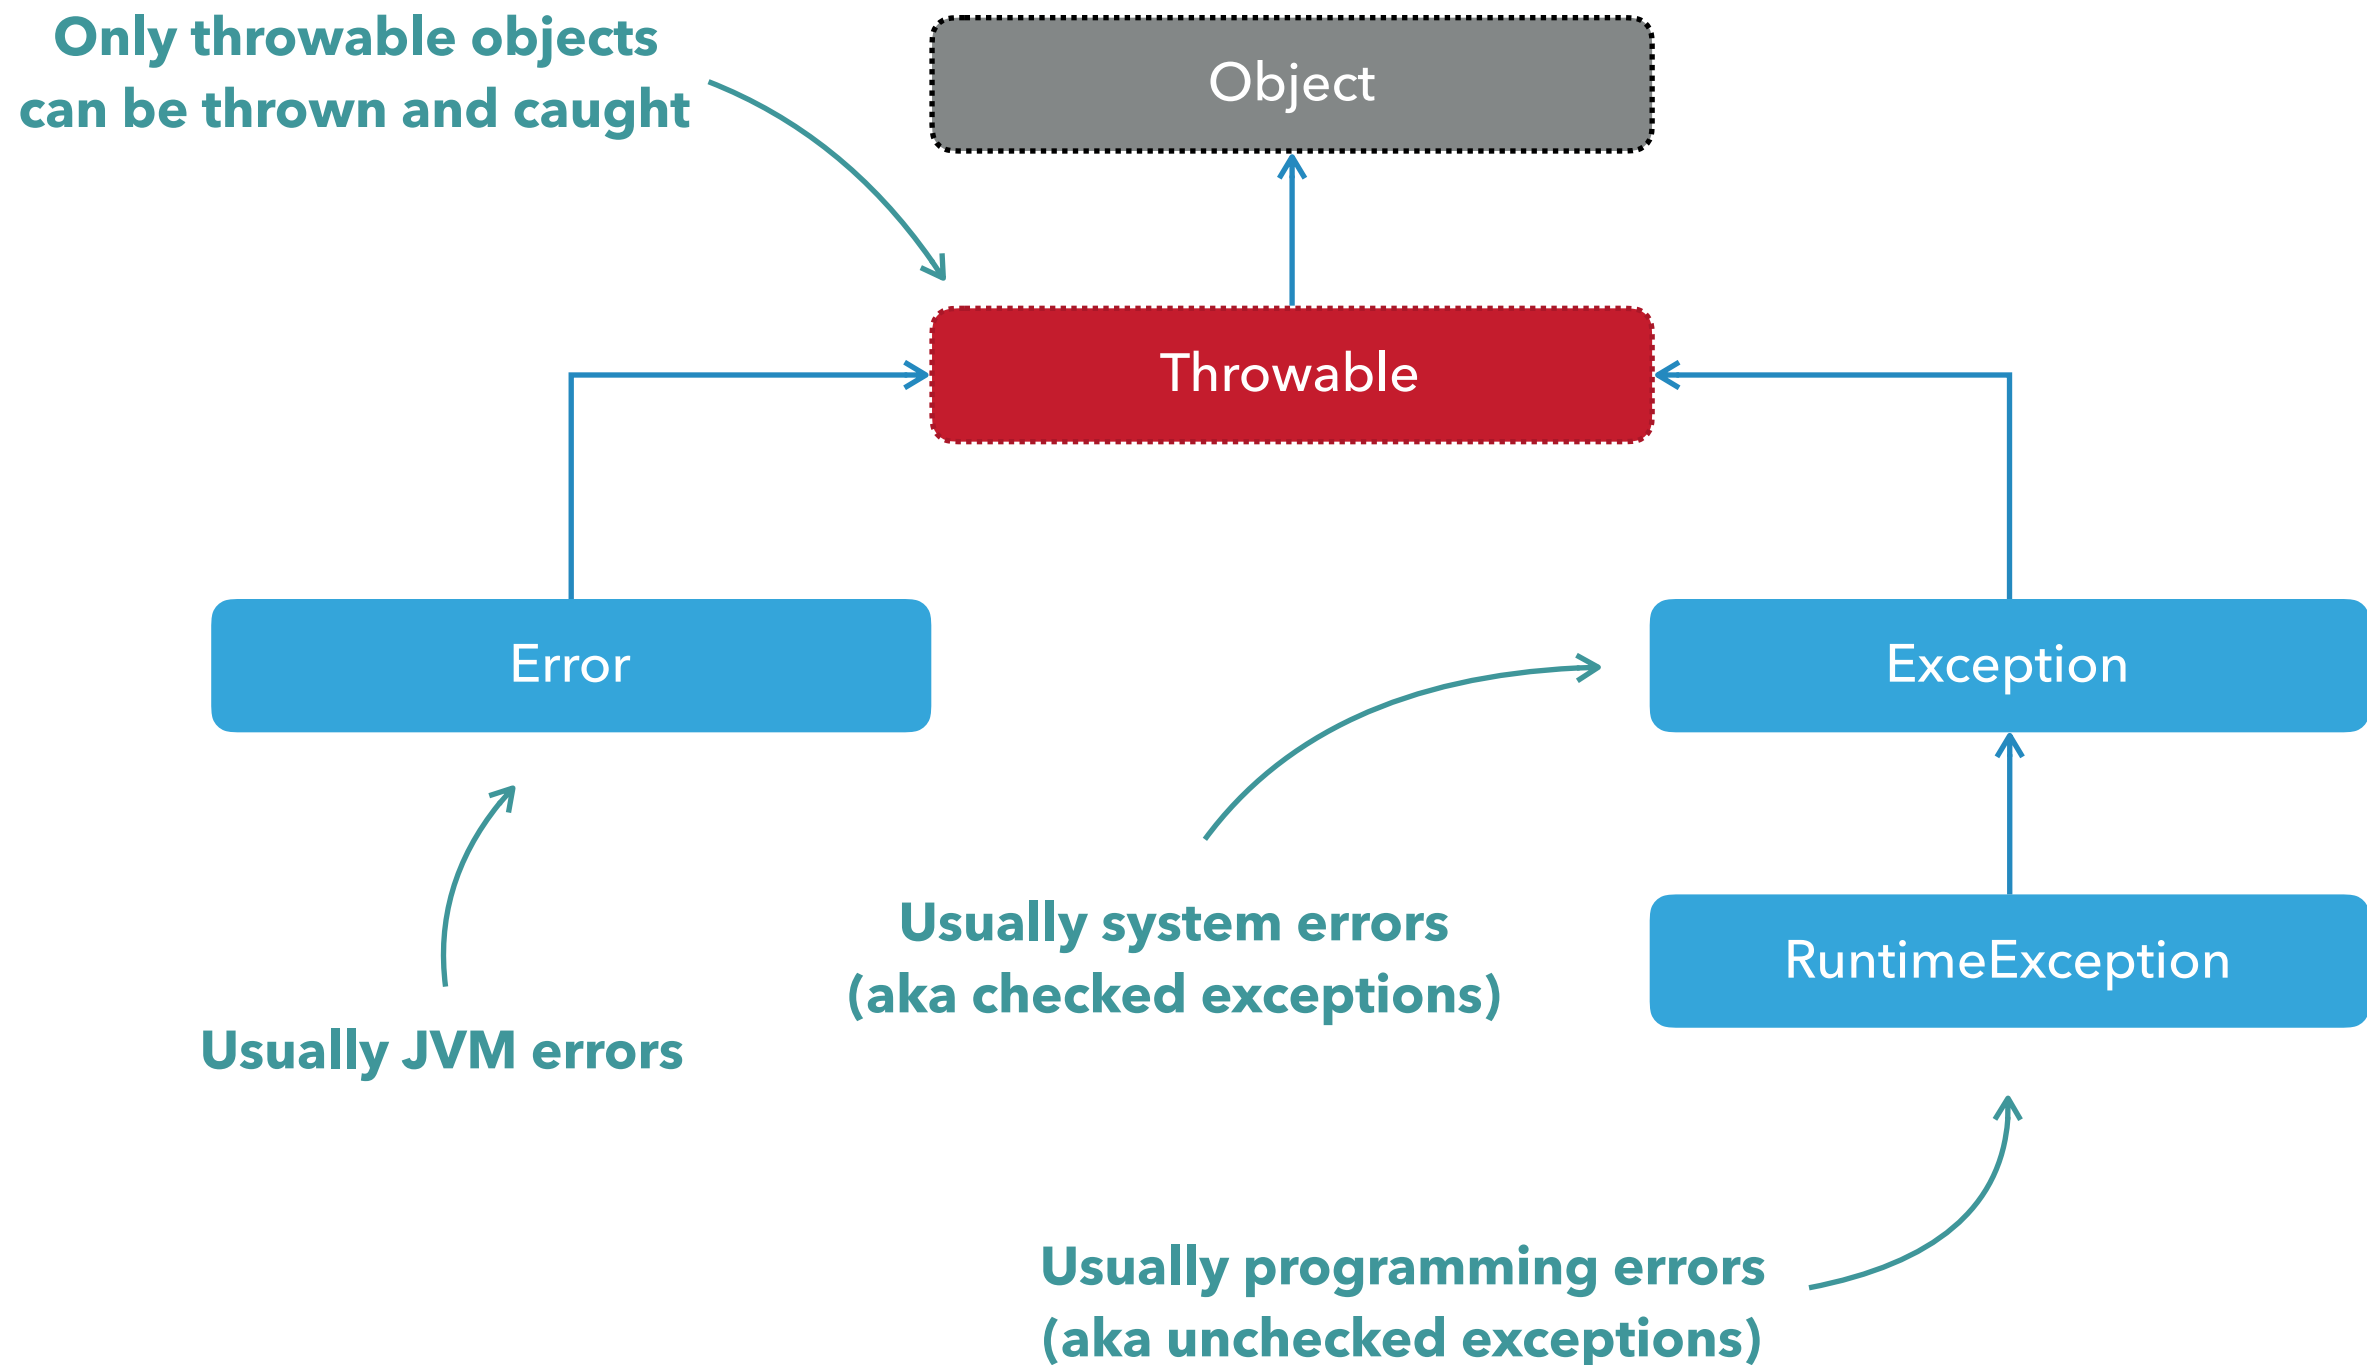 Only throwable objects
can be thrown and caught
Object
Throwable
Error
Exception
Usually system errors
(aka checked exceptions)
RuntimeException
Usually JVM errors
Usually programming errors
(aka unchecked exceptions)